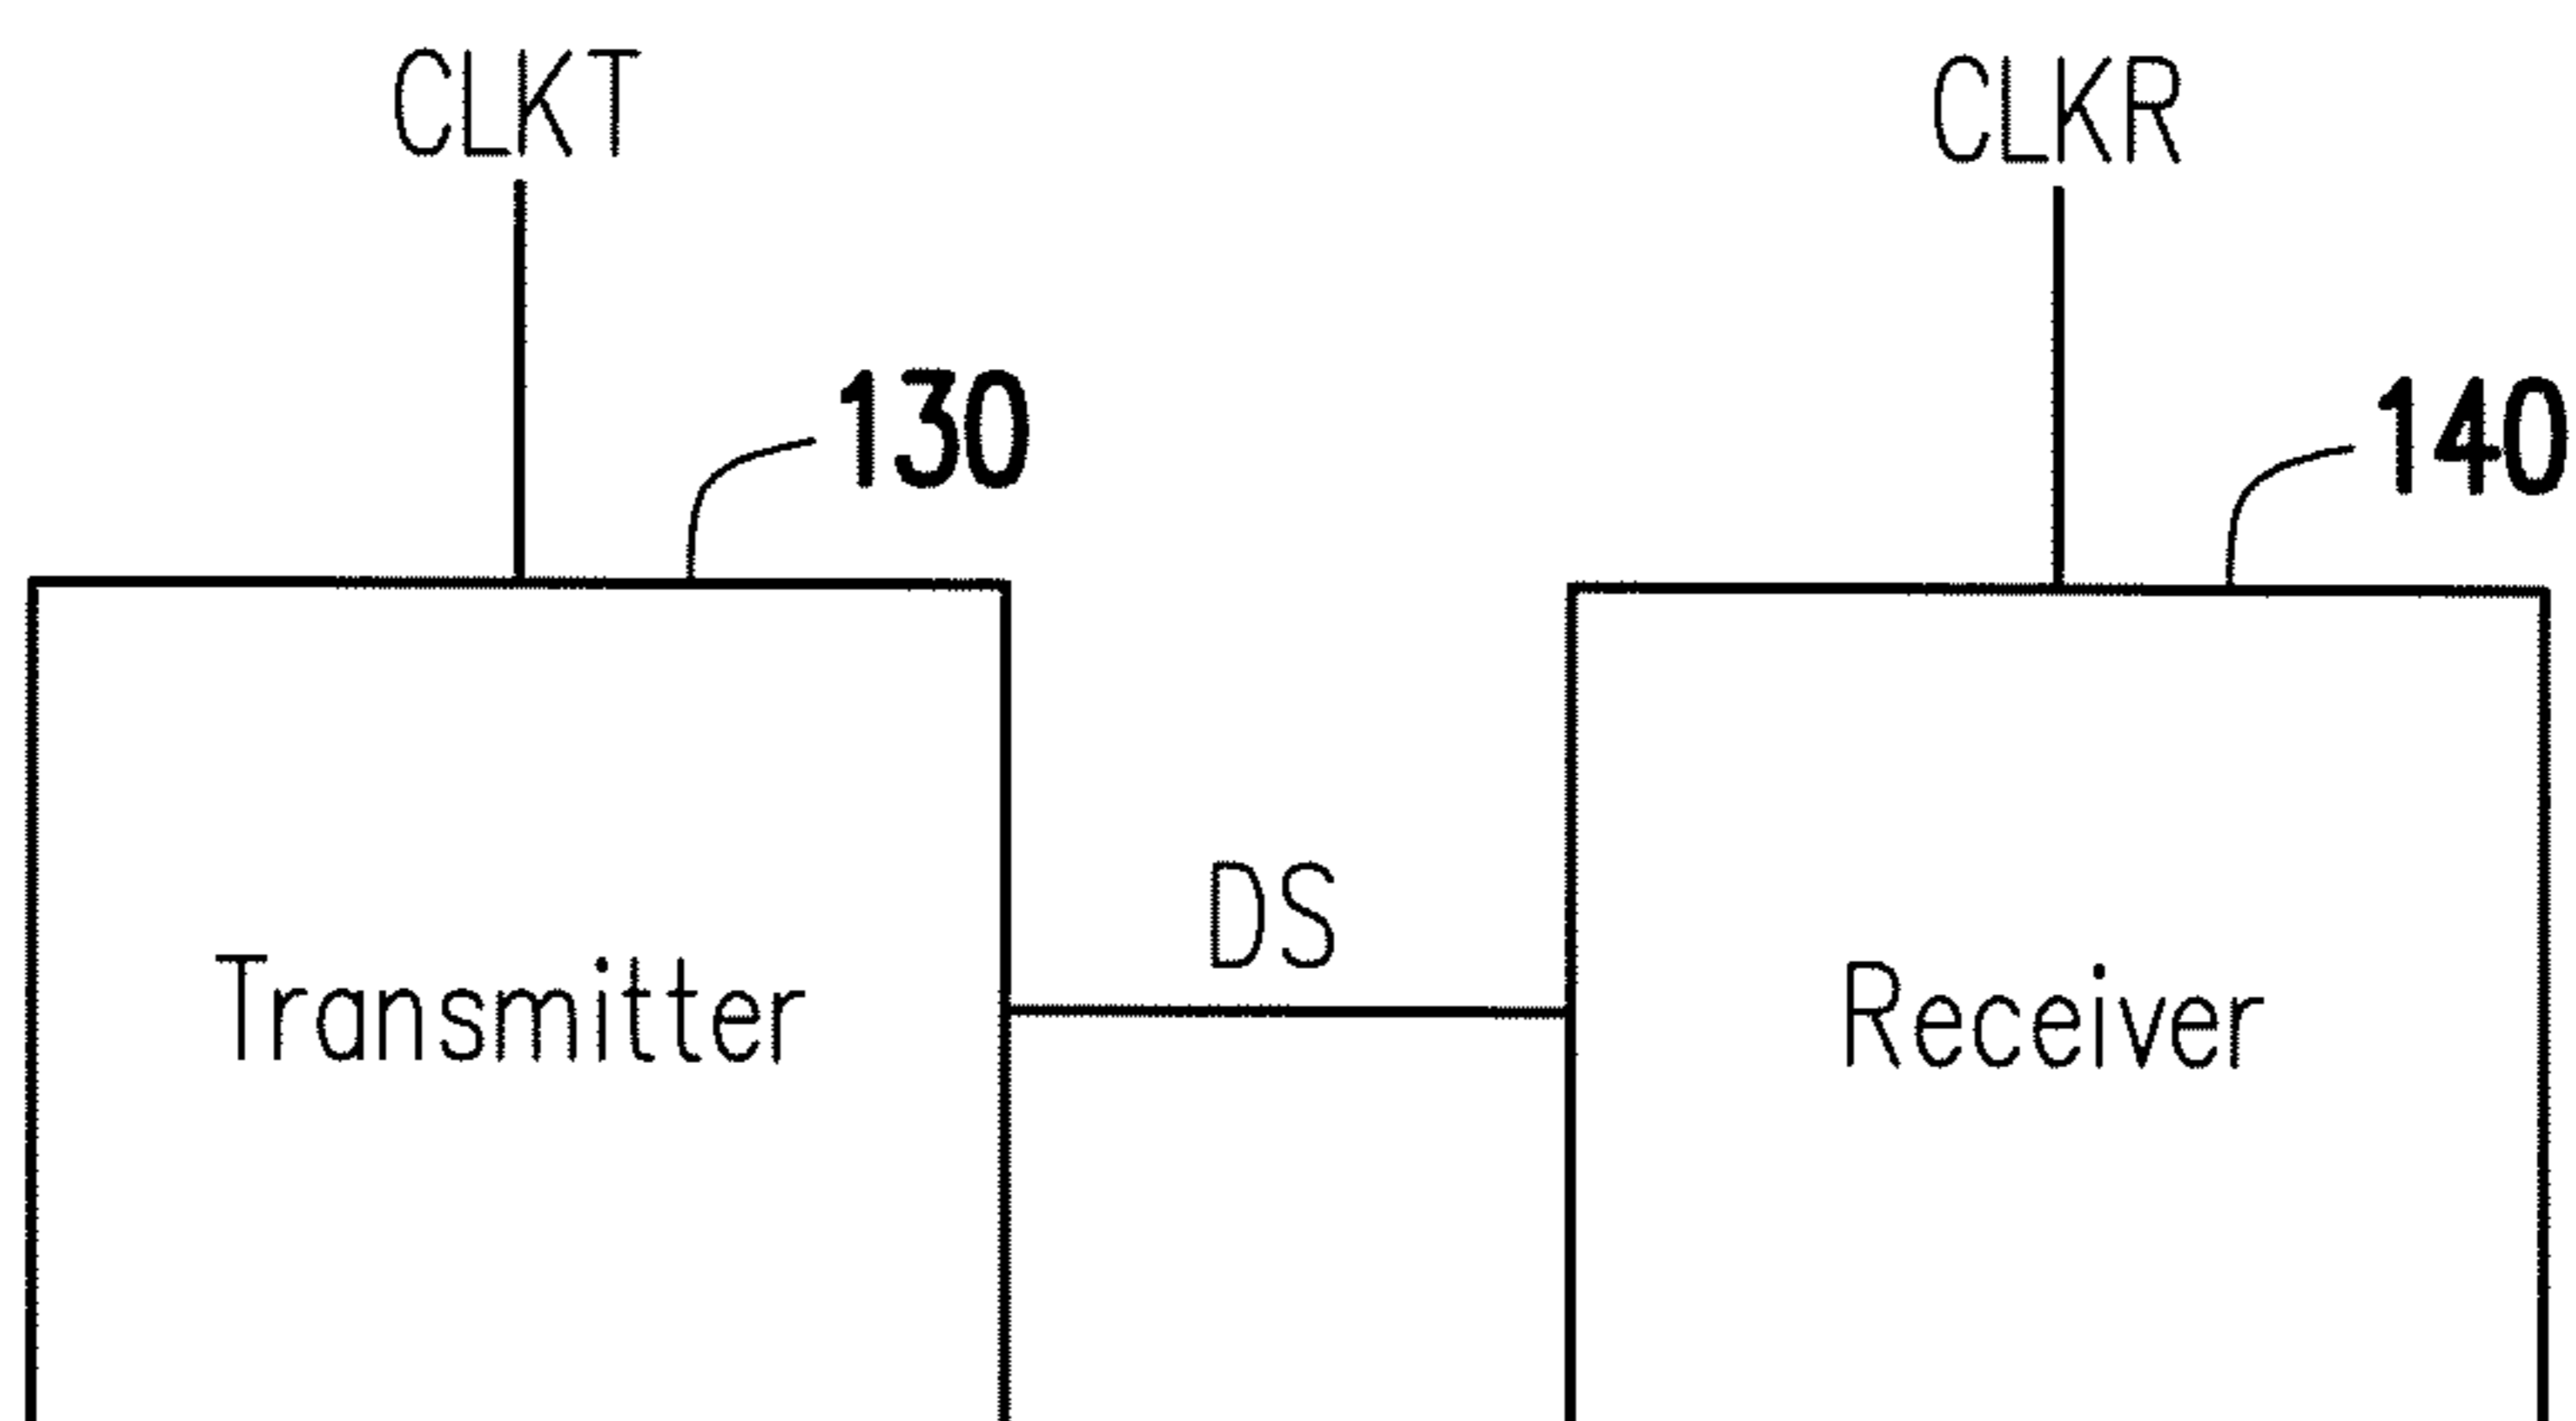 CLKT
CLKR
130
140
DS
Transmitter
Receiver